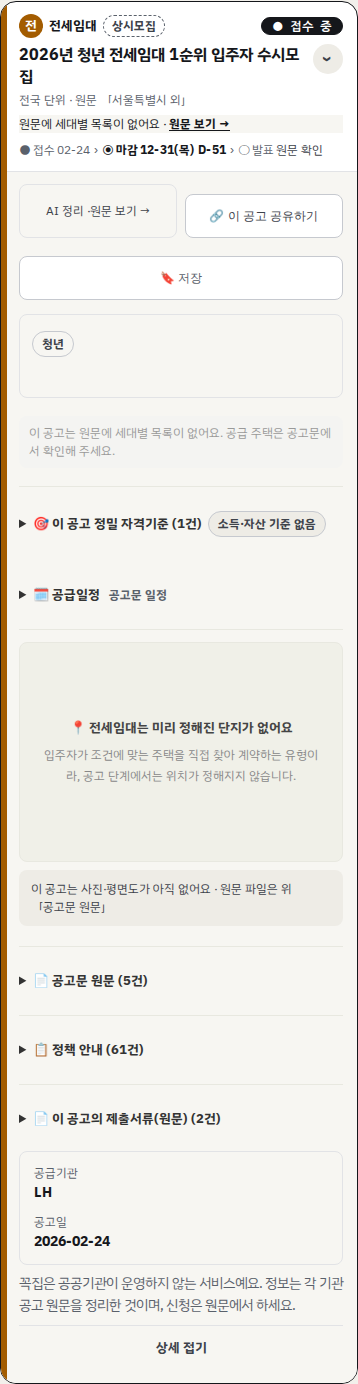 전 전세임대 상시모집 ● 접수 중
2026년 청년 전세임대 1순위 입주자 수시모
집
전국 단위 · 원문 「서울특별시 외」
원문에 세대별 목록이 없어요 · 원문 보기 →
● 접수 02-24 › ◉ 마감 12-31(목) D-51 › ○ 발표 원문 확인
AI 정리 ·원문 보기 →
🔗 이 공고 공유하기
🔖 저장
청년
이 공고는 원문에 세대별 목록이 없어요. 공급 주택은 공고문에
서 확인해 주세요.
▶ 🎯 이 공고 정밀 자격기준 (1건) 소득·자산 기준 없음
▶ 🗓️ 공급일정 공고문 일정
📍 전세임대는 미리 정해진 단지가 없어요
입주자가 조건에 맞는 주택을 직접 찾아 계약하는 유형이
라, 공고 단계에서는 위치가 정해지지 않습니다.
이 공고는 사진·평면도가 아직 없어요 · 원문 파일은 위
「공고문 원문」
▶ 📄 공고문 원문 (5건)
▶ 📋 정책 안내 (61건)
▶ 📄 이 공고의 제출서류(원문) (2건)
공급기관
LH
공고일
2026-02-24
꼭집은 공공기관이 운영하지 않는 서비스예요. 정보는 각 기관
공고 원문을 정리한 것이며, 신청은 원문에서 하세요.
상세 접기